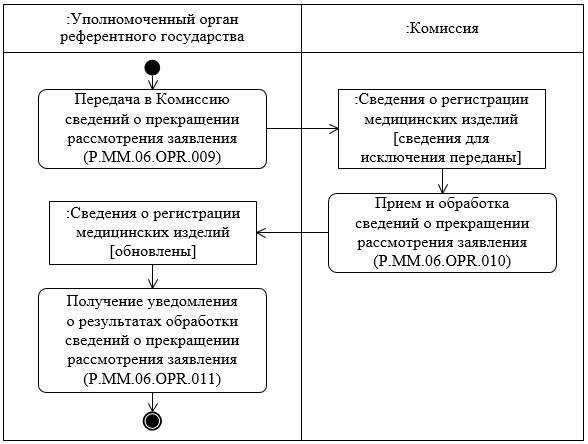 :Уполномоченный орган
референтного государства
:Комиссия
Передача в Комиссию
сведений о прекращении
рассмотрения заявления
(P.MM.06.OPR.009)
:Сведения о регистрации
медицинских изделий
[сведения для
исключения переданы]
Прием и обработка
сведений о прекращении
рассмотрения заявления
(P.MM.06.OPR.010)
:Сведения о регистрации
медицинских изделий
[обновлены]
Получение уведомления
о результатах обработки
сведений о прекращении
рассмотрения заявления
(P.MM.06.OPR.011)